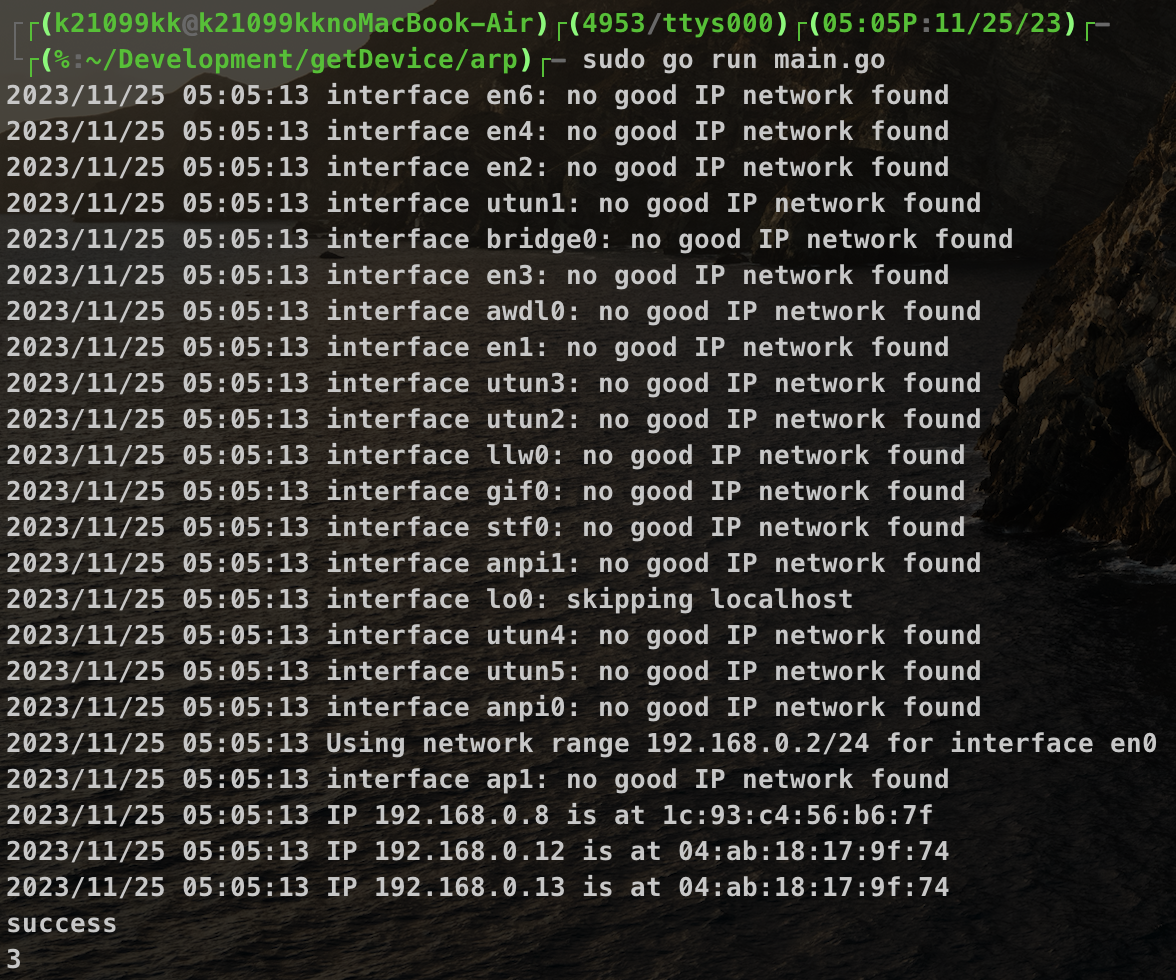 ┌(k21099kk@k21099kknoMacBook-Air)┌(4953/ttys000)┌(05:05P:11/25/23)┌─
└┌(%:~/Development/getDevice/arp)┌─ sudo go run main.go
2023/11/25 05:05:13 interface en6: no good IP network found
2023/11/25 05:05:13 interface en4: no good IP network found
2023/11/25 05:05:13 interface en2: no good IP network found
2023/11/25 05:05:13 interface utun1: no good IP network found
2023/11/25 05:05:13 interface bridge0: no good IP network found
2023/11/25 05:05:13 interface en3: no good IP network found
2023/11/25 05:05:13 interface awdl0: no good IP network found
2023/11/25 05:05:13 interface en1: no good IP network found
2023/11/25 05:05:13 interface utun3: no good IP network found
2023/11/25 05:05:13 interface utun2: no good IP network found
2023/11/25 05:05:13 interface llw0: no good IP network found
2023/11/25 05:05:13 interface gif0: no good IP network found
2023/11/25 05:05:13 interface stf0: no good IP network found
2023/11/25 05:05:13 interface anpi1: no good IP network found
2023/11/25 05:05:13 interface lo0: skipping localhost
2023/11/25 05:05:13 interface utun4: no good IP network found
2023/11/25 05:05:13 interface utun5: no good IP network found
2023/11/25 05:05:13 interface anpi0: no good IP network found
2023/11/25 05:05:13 Using network range 192.168.0.2/24 for interface en0
2023/11/25 05:05:13 interface ap1: no good IP network found
2023/11/25 05:05:13 IP 192.168.0.8 is at 1c:93:c4:56:b6:7f
2023/11/25 05:05:13 IP 192.168.0.12 is at 04:ab:18:17:9f:74
2023/11/25 05:05:13 IP 192.168.0.13 is at 04:ab:18:17:9f:74
success
3